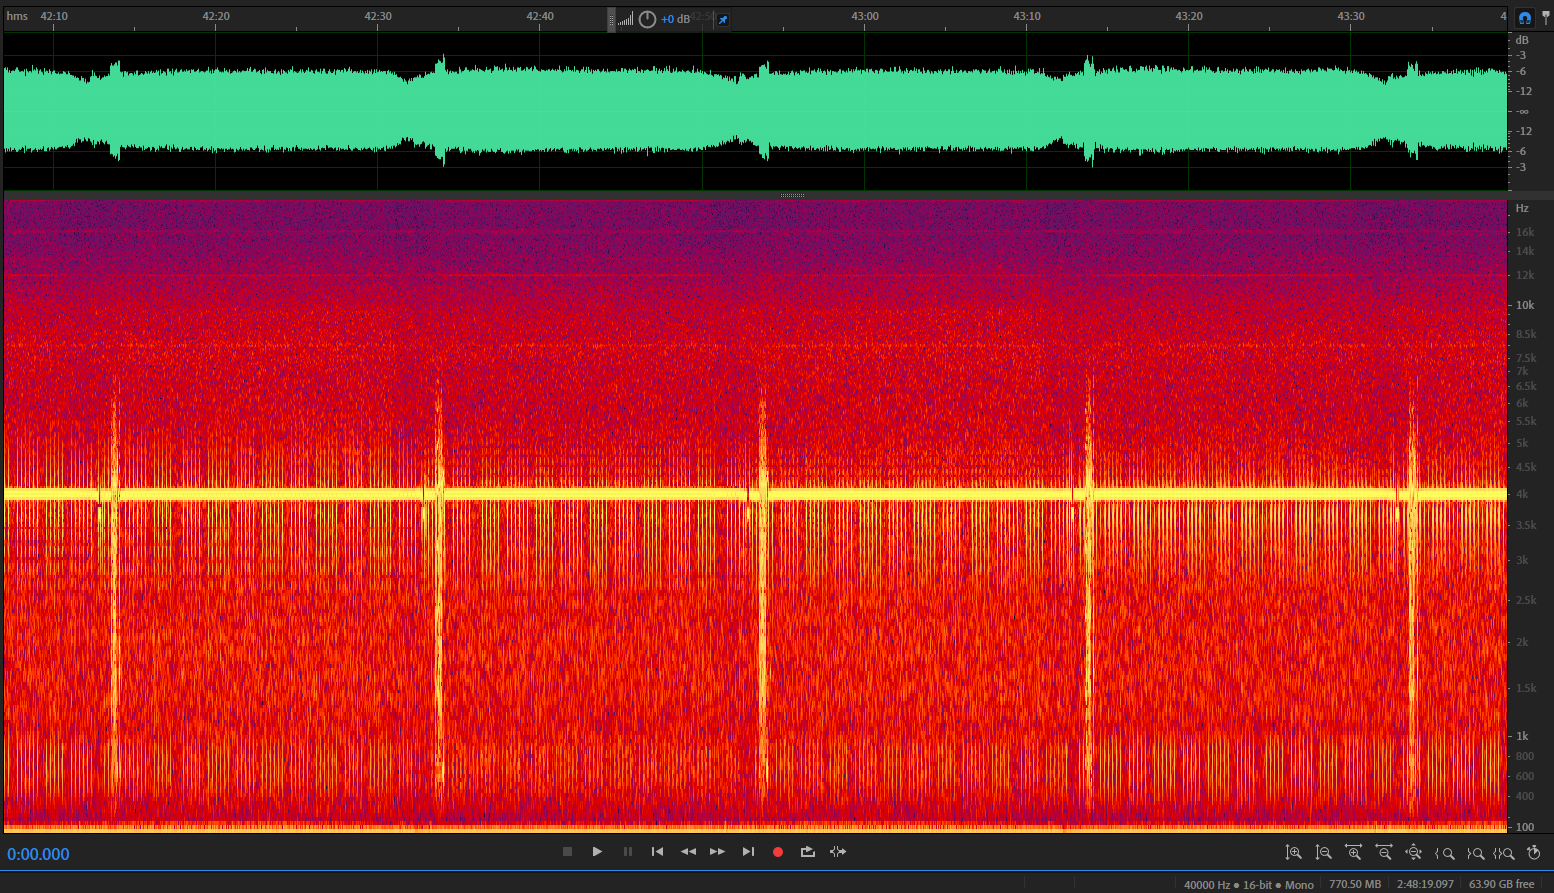 hms 42:10 42:20 42:30 42:40 +0 dB 42:50 43:00 43:10 43:20 43:30 4
dB
-3
-6
-12
-∞
-12
-6
-3
Hz
16k
14k
12k
10k
8.5k
7.5k
7k
6.5k
6k
5.5k
5k
4.5k
4k
3.5k
3k
2.5k
2k
1.5k
1k
800
600
400
100
0:00.000
40000 Hz ● 16-bit ● Mono 770.50 MB 2:48:19.097 63.90 GB free